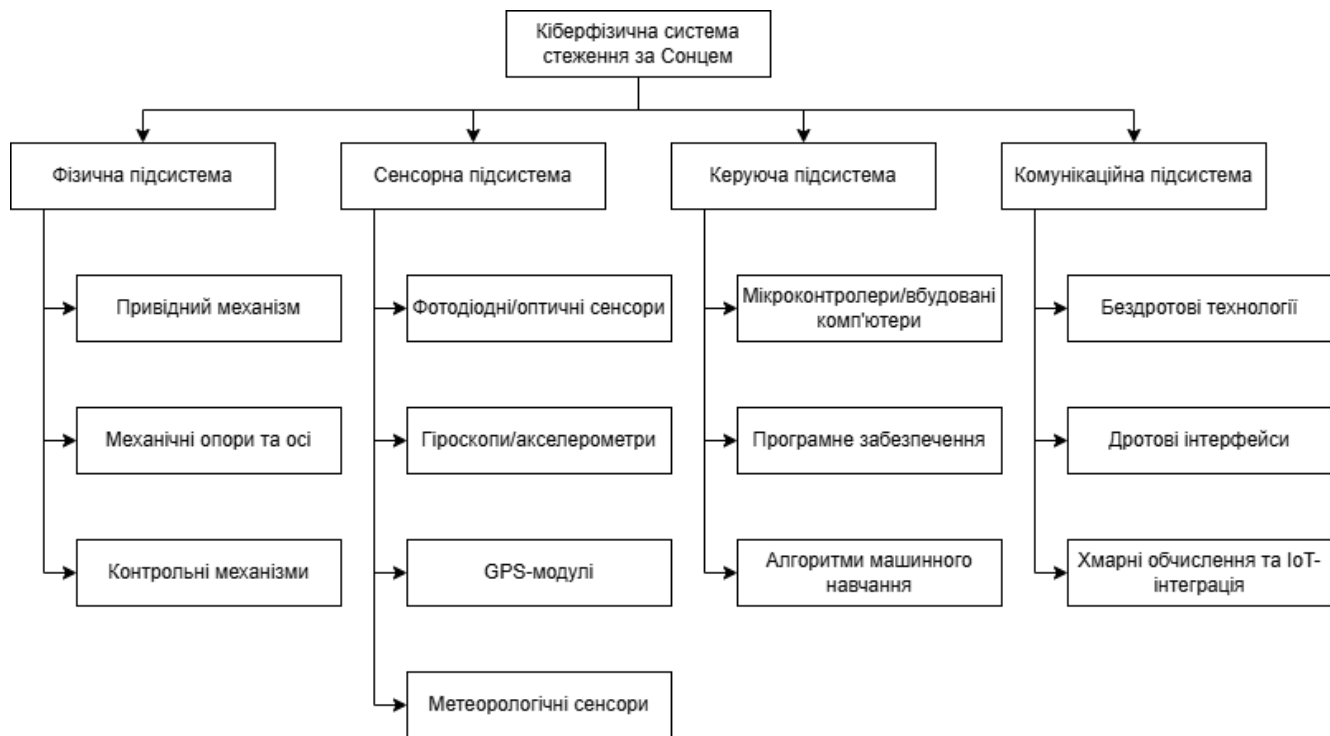 Кіберфізична система
стеження за Сонцем
Фізична підсистема
Сенсорна підсистема
Керуюча підсистема
Комунікаційна підсистема
Привідний механізм
Фотодіодні/оптичні сенсори
Мікроконтролери/вбудовані
комп'ютери
Бездротові технології
Механічні опори та осі
Гіроскопи/акселерометри
Програмне забезпечення
Дротові інтерфейси
Контрольні механізми
GPS-модулі
Алгоритми машинного
навчання
Хмарні обчислення та IoT-
інтеграція
Метеорологічні сенсори